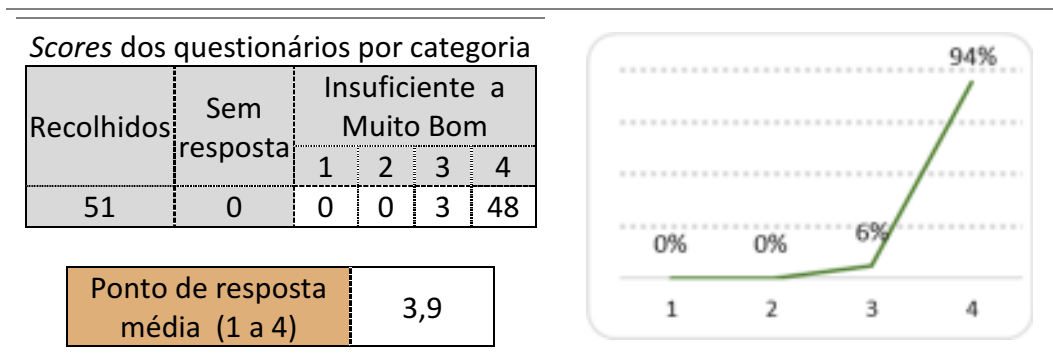 Scores dos questionários por categoria
Recolhidos
Sem
resposta
Insuficiente a
Muito Bom
1 2 3 4
51 0 0 0 3 48
Ponto de resposta
média (1 a 4)
3,9
94%
0% 0% 6%
1 2 3 4